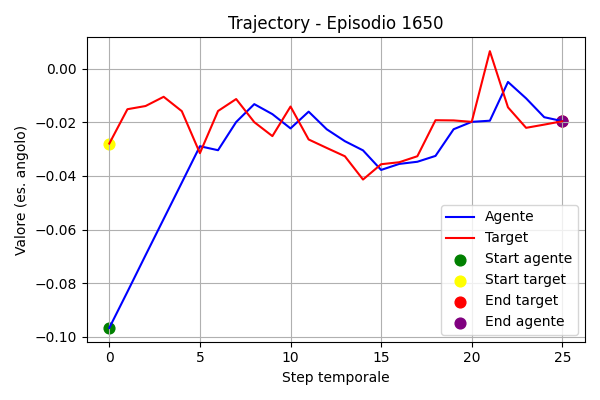 Trajectory - Episodio 1650
Valore (es. angolo)
0.00
−0.02
−0.04
−0.06
−0.08
−0.10
0 5 10 15 20 25
Step temporale
Agente
Target
Start agente
Start target
End target
End agente